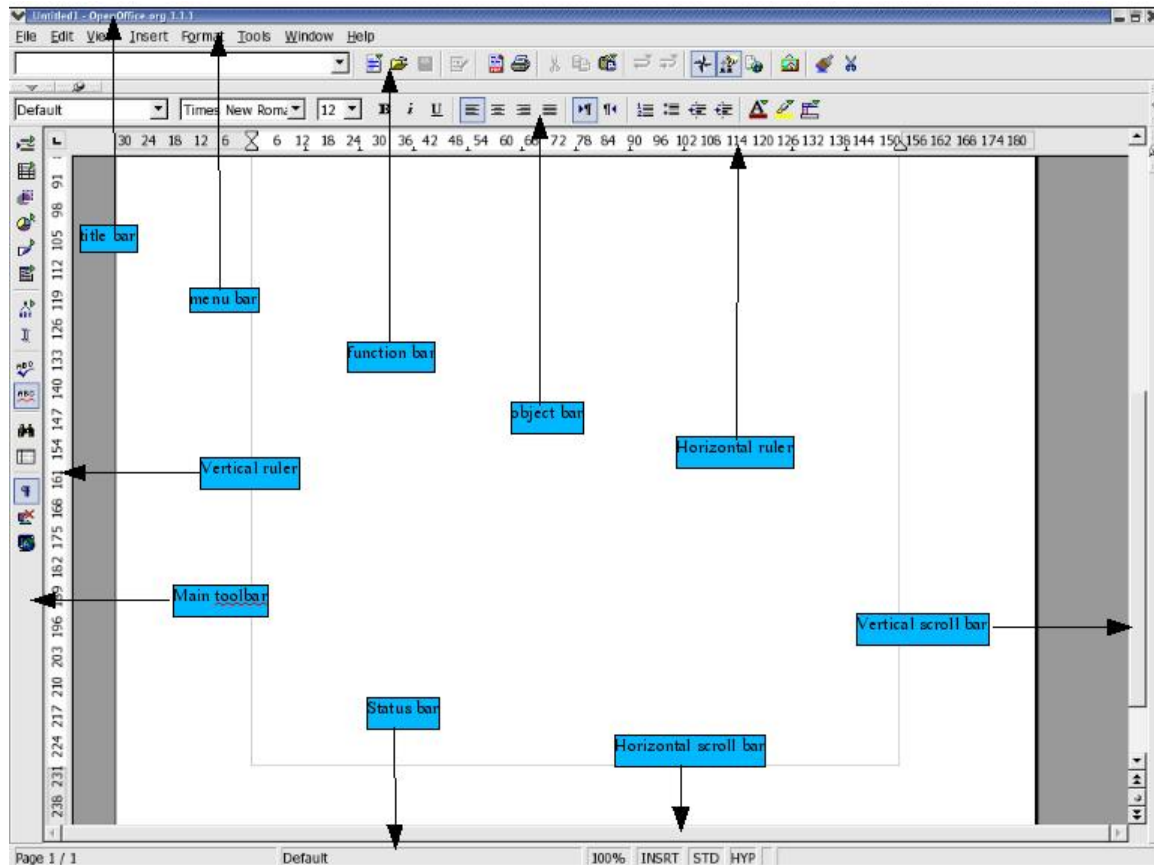 Untitled1 - OpenOffice.org 1.1.1
File Edit View Insert Format Tools Window Help
Default Times New Roma 12 B i U
30 24 18 12 6 6 12 18 24 30 36 42 48 54 60 66 72 78 84 90 96 102 108 114 120 126 132 138 144 150 156 162 168 174 180
91
98
105
title bar
112
menu bar
119
126
function bar
133
140
object bar
147
Horizontal ruler
154
Vertical ruler
161
168
175
182
Main toolbar
189
Vertical scroll bar
196
203
210
Status bar
217
Horizontal scroll bar
224
231
238
Page 1 / 1 Default 100% INSRT STD HYP